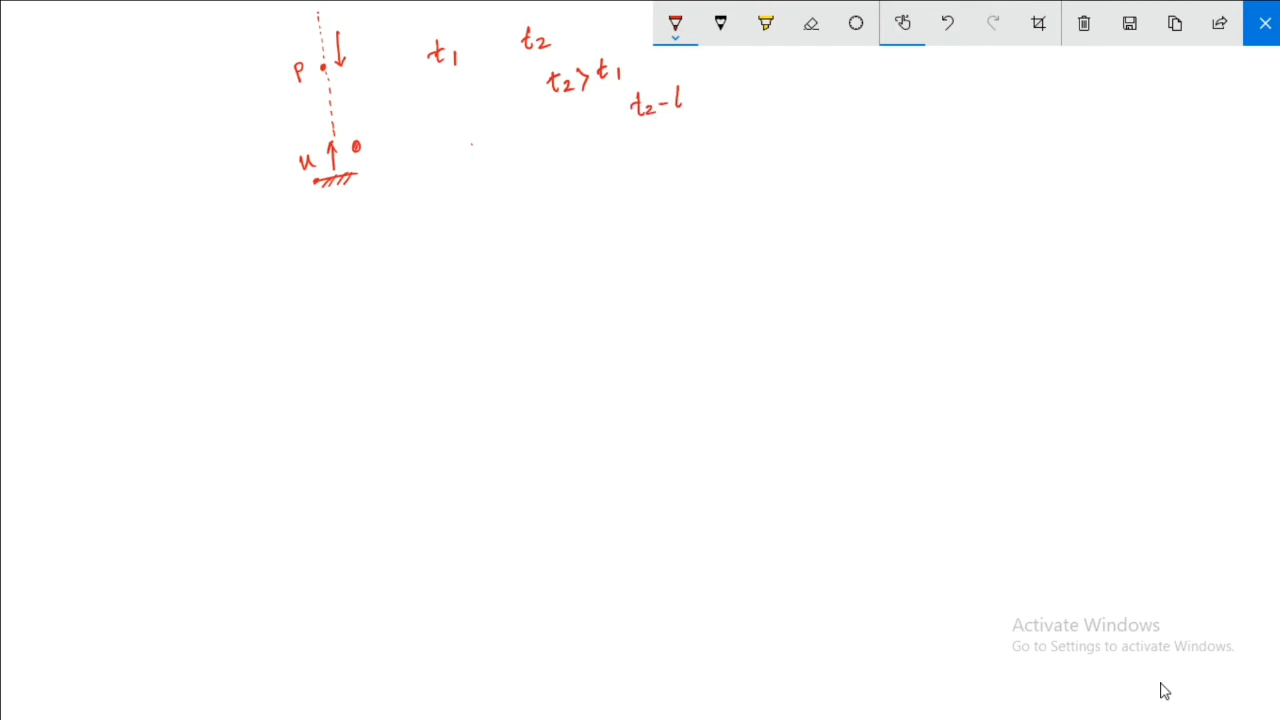 t₁ t₂
P
t₂ > t₁
t₂-
u
Activate Windows
Go to Settings to activate Windows.